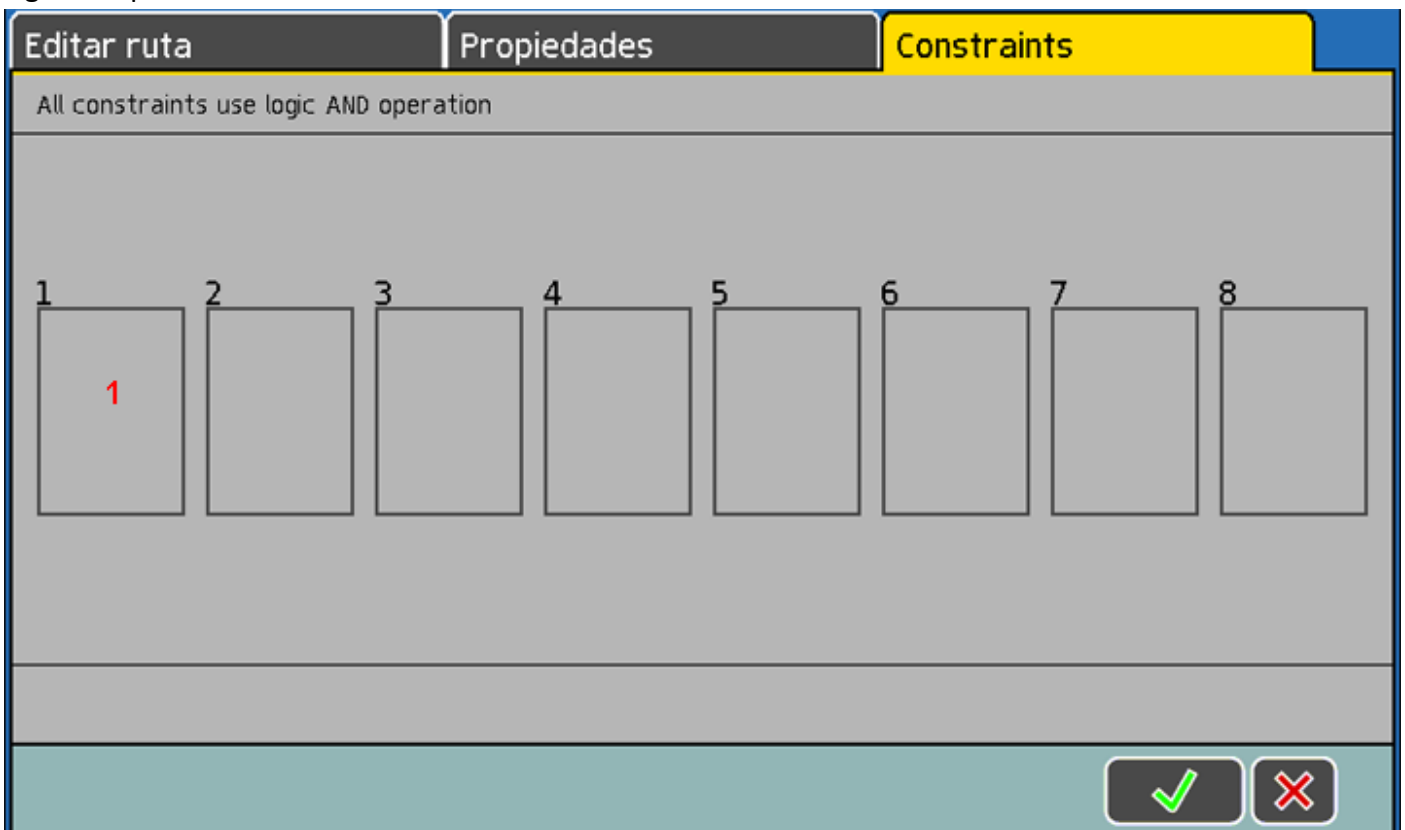 Editar ruta Propiedades Constraints
All constraints use logic AND operation
1 2 3 4 5 6 7 8
1